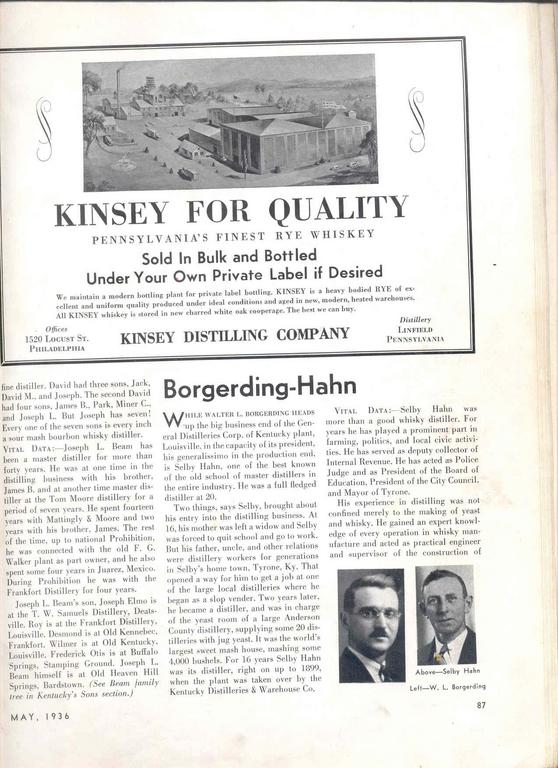 KINSEY FOR QUALITY
PENNSYLVANIA'S FINEST RYE WHISKEY
Sold In Bulk and Bottled
Under Your Own Private Label if Desired
We maintain a modern bottling plant for private label bottling. KINSEY is a heavy bodied RYE of ex-
cellent and uniform quality produced under ideal conditions and aged in new, modern, heated warehouses.
All KINSEY whiskey is stored in new charred white oak cooperage. The best we can buy.
Offices
1520 LOCUST ST.
PHILADELPHIA
KINSEY DISTILLING COMPANY
Distillery
LINFIELD
PENNSYLVANIA
fine distiller. David had three sons, Jack,
David M., and Joseph. The second David
had four sons, James B., Park, Miner C.,
and Joseph L. But Joseph has seven!
Every one of the seven sons is every inch
a sour mash bourbon whisky distiller.
VITAL DATA:—Joseph L. Beam has
been a master distiller for more than
forty years. He was at one time in the
distilling business with his brother,
James B. and at another time master dis-
tiller at the Tom Moore distillery for a
period of seven years. He spent fourteen
years with Mattingly & Moore and two
years with his brother, James. The rest
of the time, up to national Prohibition,
he was connected with the old F. G.
Walker plant as part owner, and he also
spent some four years in Juarez, Mexico.
During Prohibition he was with the
Frankfort Distillery for four years.
Joseph L. Beam's son, Joseph Elmo is
at the T. W. Samuels Distillery, Deats-
ville. Roy is at the Frankfort Distillery,
Louisville. Desmond is at Old Kennebec,
Frankfort. Wilmer is at Old Kentucky,
Louisville. Frederick Otis is at Buffalo
Springs, Stamping Ground. Joseph L.
Beam himself is at Old Heaven Hill
Springs, Bardstown. (See Beam family
tree in Kentucky's Sons section.)
Borgerding-Hahn
WHILE WALTER L. BORGERDING HEADS
up the big business end of the Gen-
eral Distilleries Corp. of Kentucky plant,
Louisville, in the capacity of president,
his generalissimo in the production end,
is Selby Hahn, one of the best known
of the old school of master distillers in
the entire industry. He was a full fledged
distiller at 20.
Two things, says Selby, brought about
his entry into the distilling business. At
16, his mother was left a widow and Selby
was forced to quit school and go to work.
But his father, uncle, and other relations
were distillery workers for generations
in Selby's home town, Tyrone, Ky. That
opened a way for him to get a job at one
of the large local distilleries where he
began as a slop vender. Two years later,
he became a distiller, and was in charge
of the yeast room of a large Anderson
County distillery, supplying some 20 dis-
tilleries with jug yeast. It was the world's
largest sweet mash house, mashing some
4,000 bushels. For 16 years Selby Hahn
was its distiller, right on up to 1899,
when the plant was taken over by the
Kentucky Distilleries & Warehouse Co.
VITAL DATA:—Selby Hahn was
more than a good whisky distiller. For
years he has played a prominent part in
farming, politics, and local civic activi-
ties. He has served as deputy collector of
Internal Revenue. He has acted as Police
Judge and as President of the Board of
Education, President of the City Council,
and Mayor of Tyrone.
His experience in distilling was not
confined merely to the making of yeast
and whisky. He gained an expert knowl-
edge of every operation in whisky man-
ufacture and acted as practical engineer
and supervisor of the construction of
Above—Selby Hahn
Left—W. L. Borgerding
MAY, 1936
87